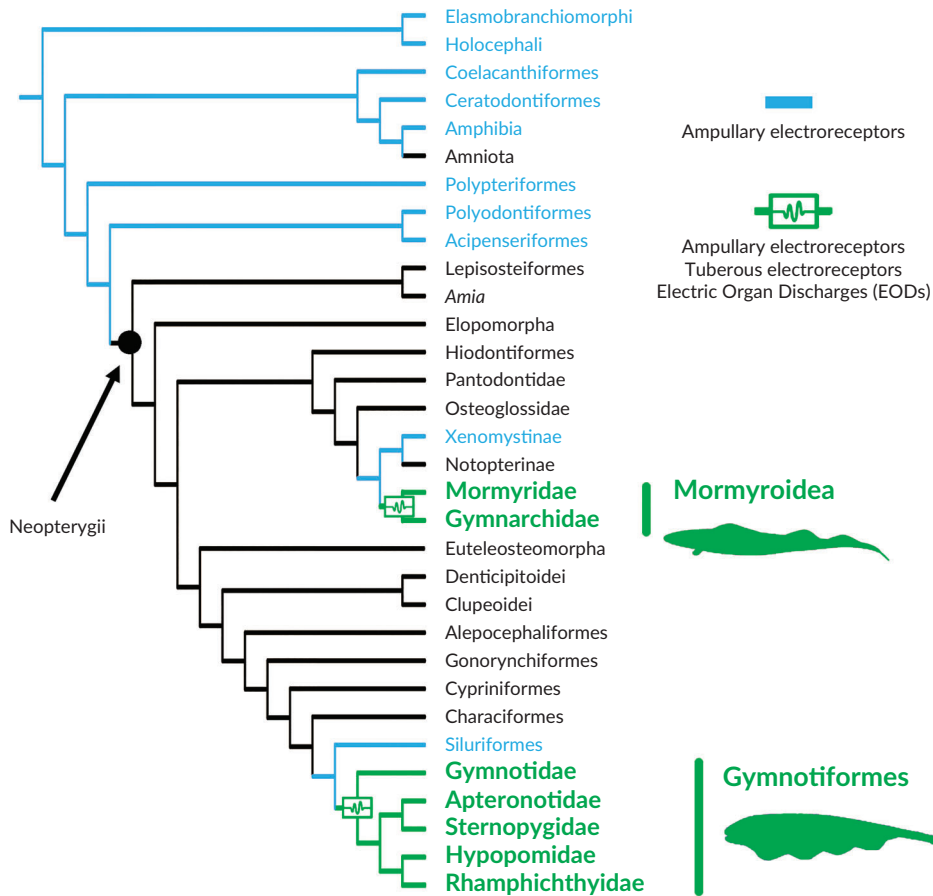 Elasmobranchiomorphi
Holocephali
Coelacanthiformes
Ceratodontiformes
Amphibia
Amniota
Polypteriformes
Polyodontiformes
Acipenseriformes
Lepisosteiformes
Amia
Elopomorpha
Hiodontiformes
Pantodontidae
Osteoglossidae
Xenomystinae
Notopterinae
Mormyridae
Gymnarchidae
Euteleosteomorpha
Denticipitoidei
Clupeoidei
Alepocephaliformes
Gonorynchiformes
Cypriniformes
Characiformes
Siluriformes
Gymnotidae
Apteronotidae
Sternopygidae
Hypopomidae
Rhamphichthyidae
Neopterygii
Ampullary electroreceptors
Ampullary electroreceptors
Tuberous electroreceptors
Electric Organ Discharges (EODs)
Mormyroidea
Gymnotiformes